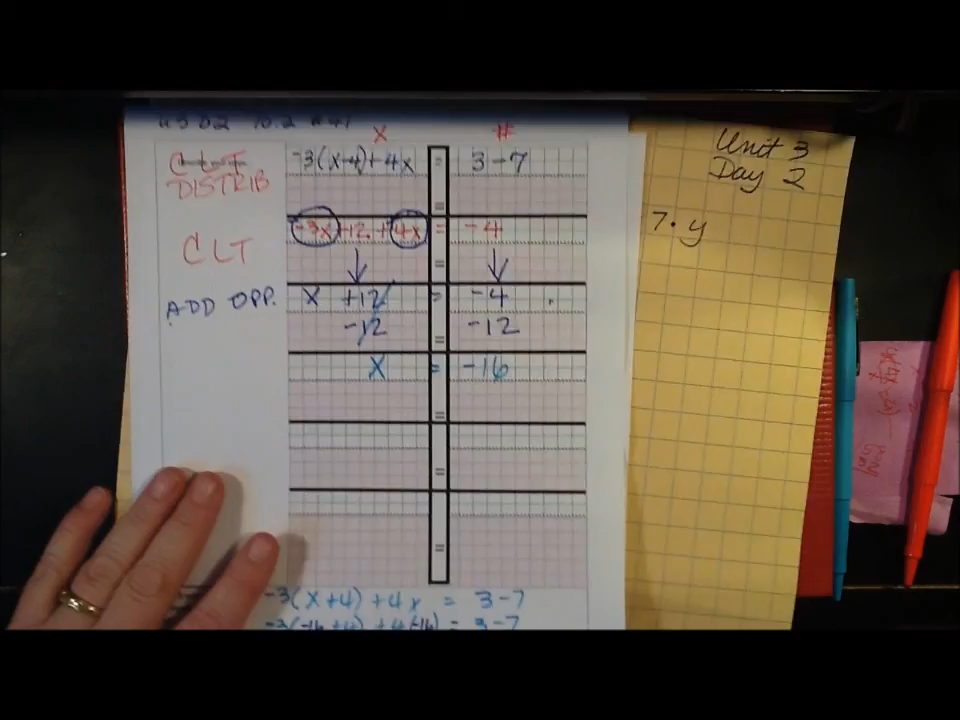 x #
CLT -3(x-4)+4x = 3-7
DISTRIB =
-3x+12+4x = -4
CLT =
ADD OPP. x +12 = -4
-12 = -12
x = -16
=
=
=
-3(x+4) +4x = 3-7
-3(-16+4) +4(-16) = 3-7
Unit 3
Day 2
7• y